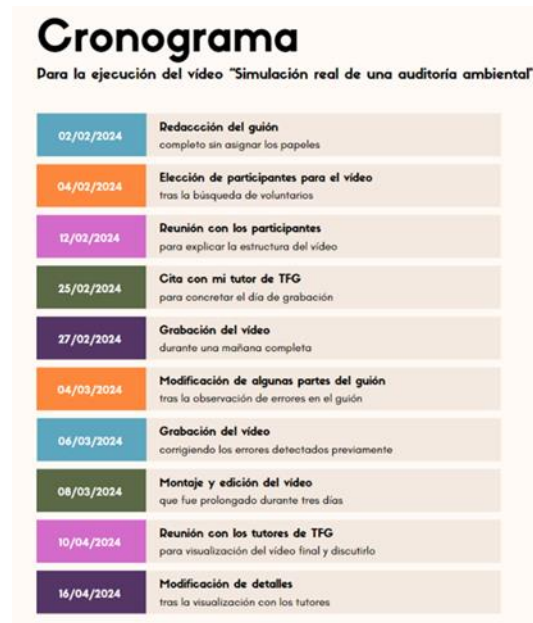 Cronograma
Para la ejecución del vídeo "Simulación real de una auditoría ambiental"
02/02/2024
Redaccción del guión
completo sin asignar los papeles
04/02/2024
Elección de participantes para el vídeo
tras la búsqueda de voluntarios
12/02/2024
Reunión con los participantes
para explicar la estructura del vídeo
25/02/2024
Cita con mi tutor de TFG
para concretar el día de grabación
27/02/2024
Grabación del vídeo
durante una mañana completa
04/03/2024
Modificación de algunas partes del guión
tras la observación de errores en el guión
06/03/2024
Grabación del vídeo
corrigiendo los errores detectados previamente
08/03/2024
Montaje y edición del vídeo
que fue prolongado durante tres días
10/04/2024
Reunión con los tutores de TFG
para visualización del vídeo final y discutirlo
16/04/2024
Modificación de detalles
tras la visualización con los tutores